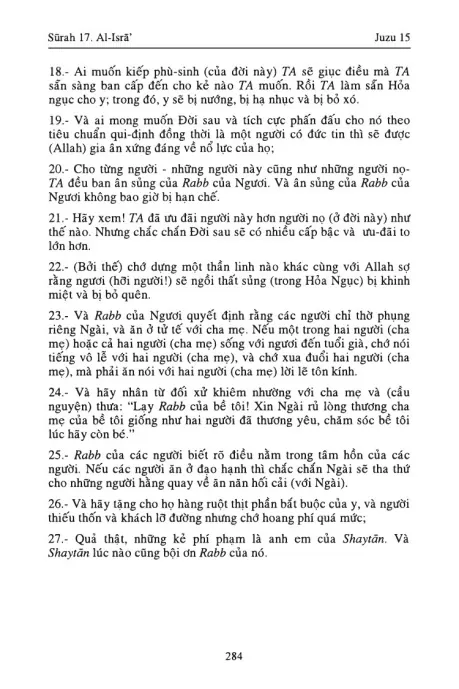 Sūrah 17. Al-Isrā’ Juzu 15
18.- Ai muốn kiếp phù-sinh (của đời này) TA sẽ giục điều mà TA
sẵn sàng ban cấp đến cho kẻ nào TA muốn. Rồi TA làm sẵn Hỏa
ngục cho y; trong đó, y sẽ bị nướng, bị hạ nhục và bị bỏ xó.
19.- Và ai mong muốn Đời sau và tích cực phấn đấu cho nó theo
tiêu chuẩn qui-định đồng thời là một người có đức tin thì sẽ được
(Allah) gia ân xứng đáng về nổ lực của họ;
20.- Cho từng người - những người này cũng như những người nọ-
TA đều ban ân sủng của Rabb của Ngươi. Và ân sủng của Rabb của
Ngươi không bao giờ bị hạn chế.
21.- Hãy xem! TA đã ưu đãi người này hơn người nọ (ở đời này) như
thế nào. Nhưng chắc chắn Đời sau sẽ có nhiều cấp bậc và ưu-đãi to
lớn hơn.
22.- (Bởi thế) chớ dựng một thần linh nào khác cùng với Allah sợ
rằng ngươi (hỡi người!) sẽ ngồi thất sủng (trong Hỏa Ngục) bị khinh
miệt và bị bỏ quên.
23.- Và Rabb của Ngươi quyết định rằng các người chỉ thờ phụng
riêng Ngài, và ăn ở tử tế với cha mẹ. Nếu một trong hai người (cha
mẹ) hoặc cả hai người (cha mẹ) sống với ngươi đến tuổi già, chớ nói
tiếng vô lễ với hai người (cha mẹ), và chớ xua đuổi hai người (cha
mẹ), mà phải ăn nói với hai người (cha mẹ) lời lẽ tôn kính.
24.- Và hãy nhân từ đối xử khiêm nhường với cha mẹ và (cầu
nguyện) thưa: “Lạy Rabb của bề tôi! Xin Ngài rủ lòng thương cha
mẹ của bề tôi giống như hai người đã thương yêu, chăm sóc bề tôi
lúc hãy còn bé.”
25.- Rabb của các người biết rõ điều nằm trong tâm hồn của các
người. Nếu các người ăn ở đạo hạnh thì chắc chắn Ngài sẽ tha thứ
cho những người hằng quay về ăn năn hối cải (với Ngài).
26.- Và hãy tặng cho họ hàng ruột thịt phần bắt buộc của y, và người
thiếu thốn và khách lỡ đường nhưng chớ hoang phí quá mức;
27.- Quả thật, những kẻ phí phạm là anh em của Shaytān. Và
Shaytān lúc nào cũng bội ơn Rabb của nó.
284